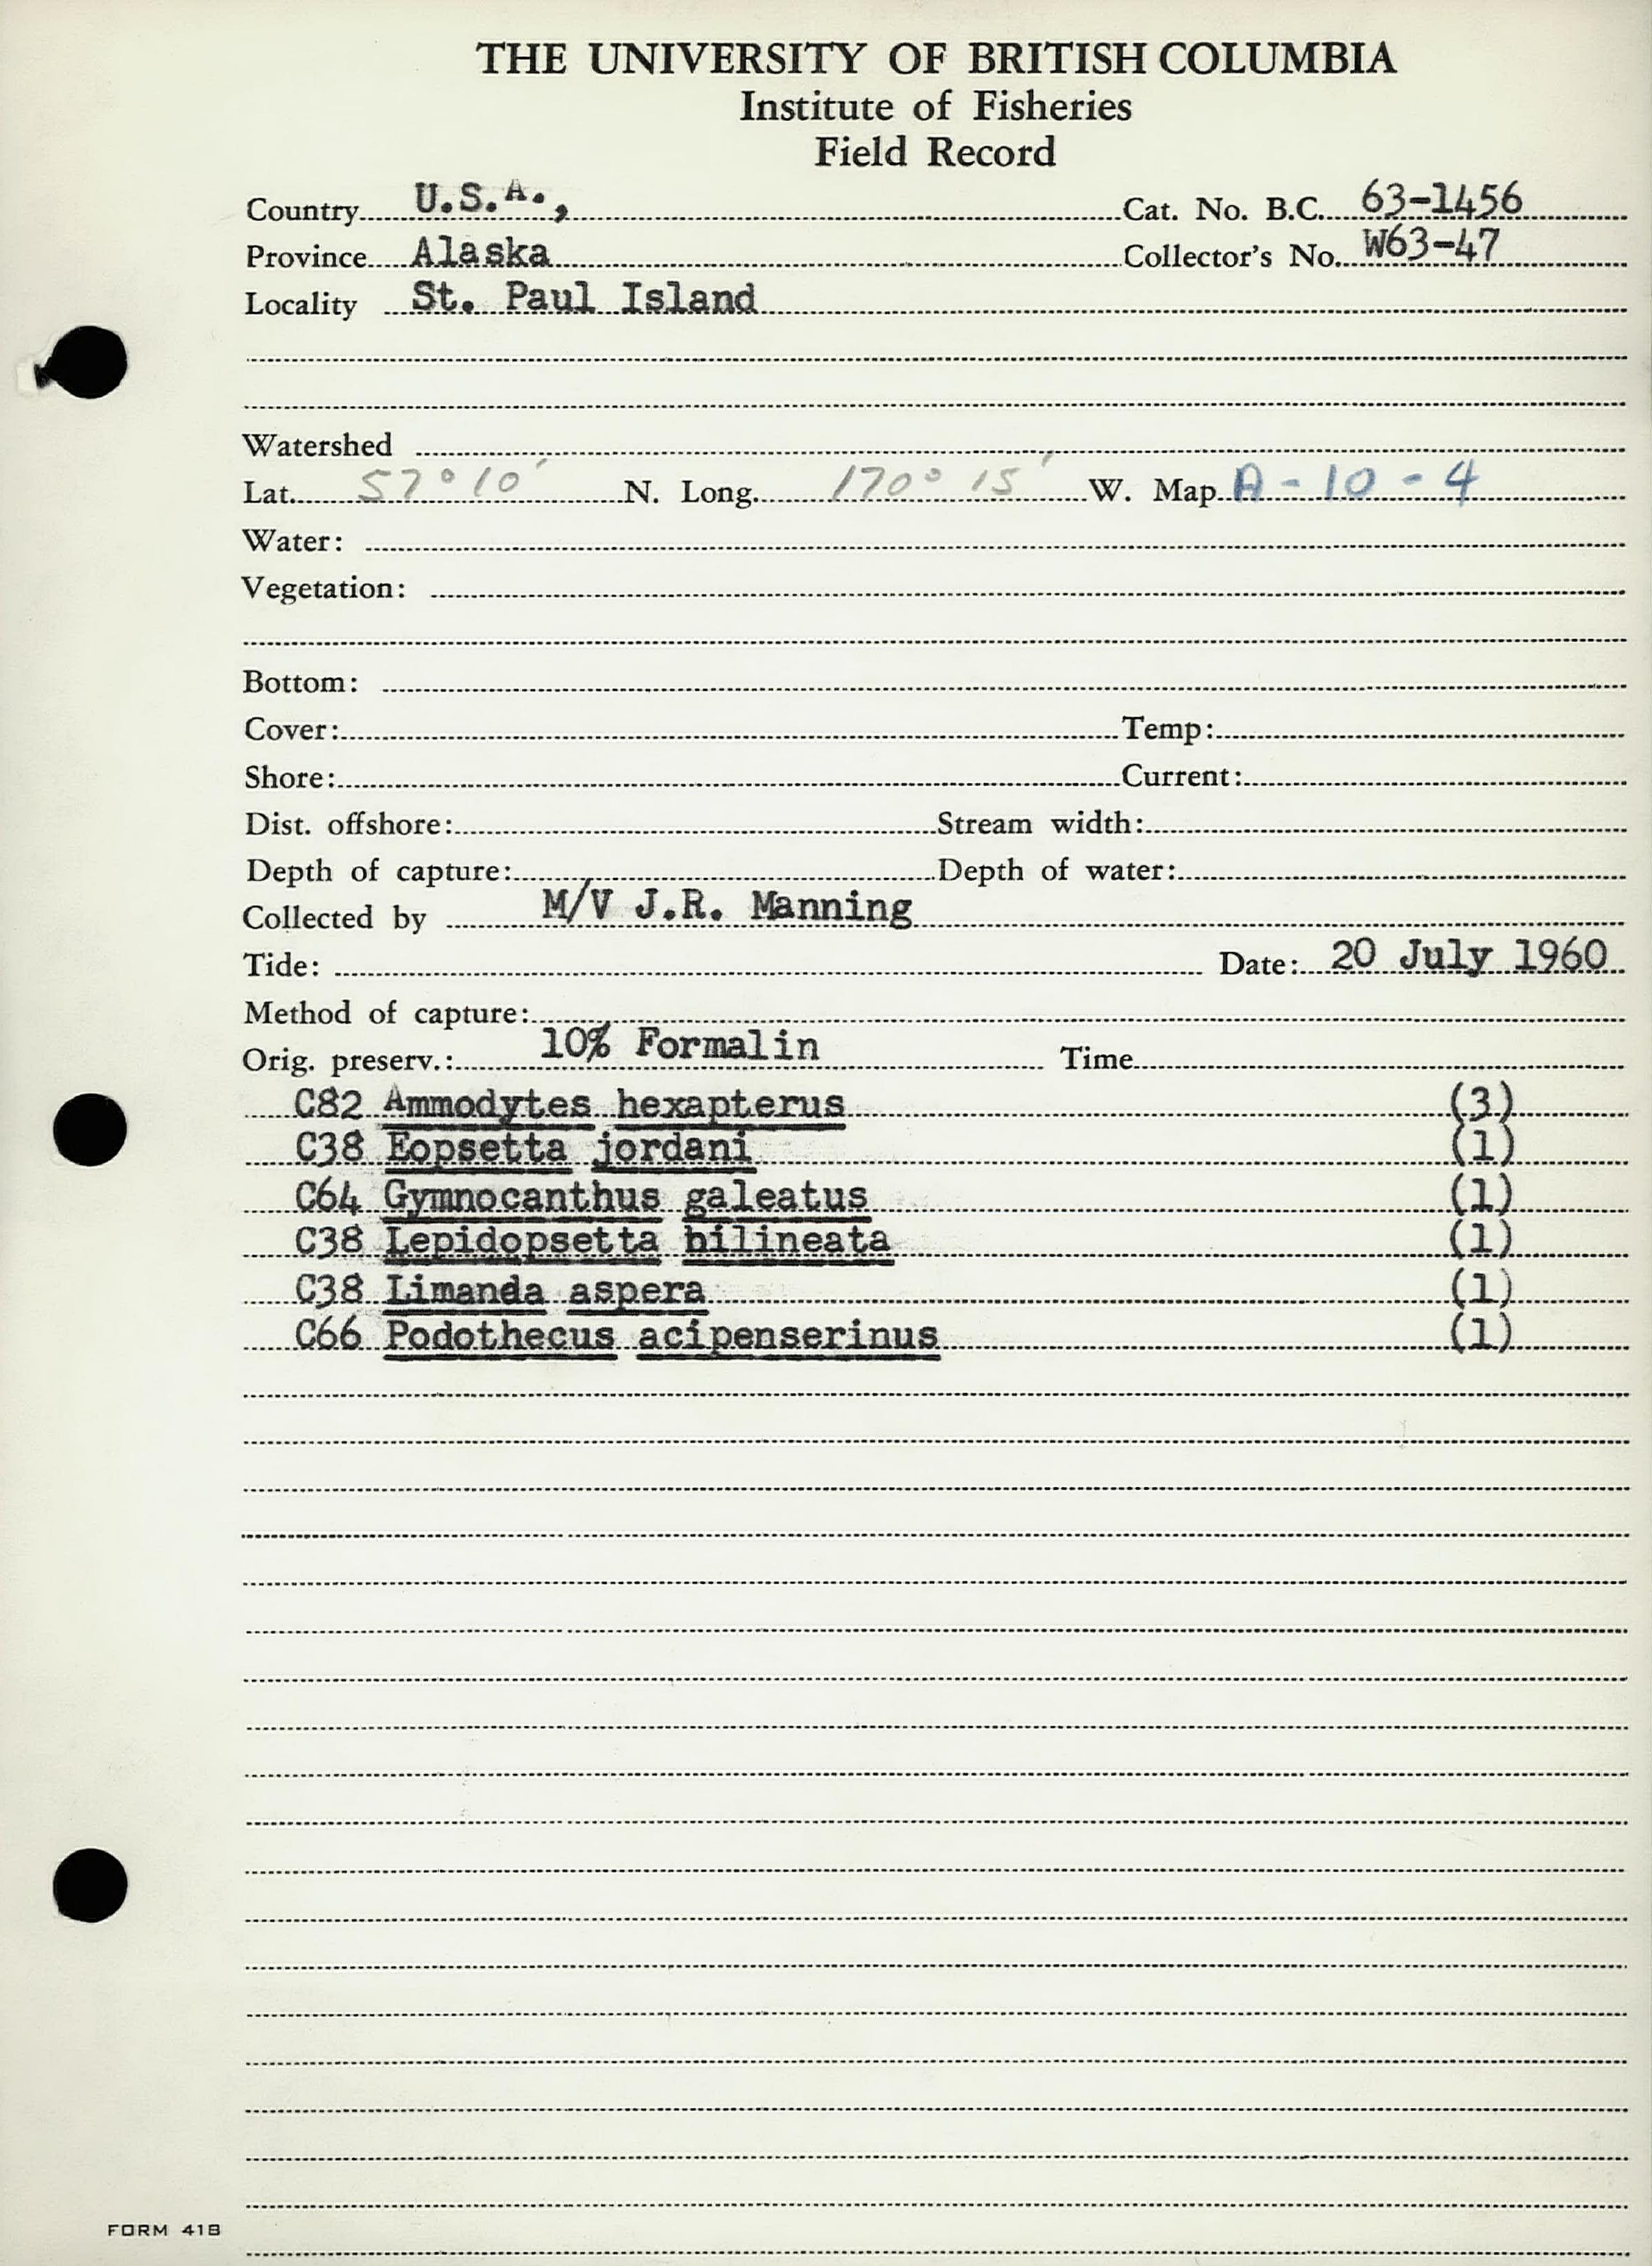 THE UNIVERSITY OF BRITISH COLUMBIA
Institute of Fisheries
Field Record
Country U.S.A., Cat. No. B.C. 63-1456
Province Alaska Collector's No. W63-47
Locality St. Paul Island
Watershed
Lat. 57° 10' N. Long. 170° 15' W. Map A - 10 - 4
Water:
Vegetation:
Bottom:
Cover: Temp:
Shore: Current:
Dist. offshore: Stream width:
Depth of capture: Depth of water:
Collected by M/V J.R. Manning
Tide: Date: 20 July 1960
Method of capture:
Orig. preserv.: 10% Formalin Time
C82 Ammodytes hexapterus (3)
C38 Eopsetta jordani (1)
C64 Gymnocanthus galeatus (1)
C38 Lepidopsetta bilineata (1)
C38 Limanda aspera (1)
C66 Podothecus acipenserinus (1)
FORM 41B